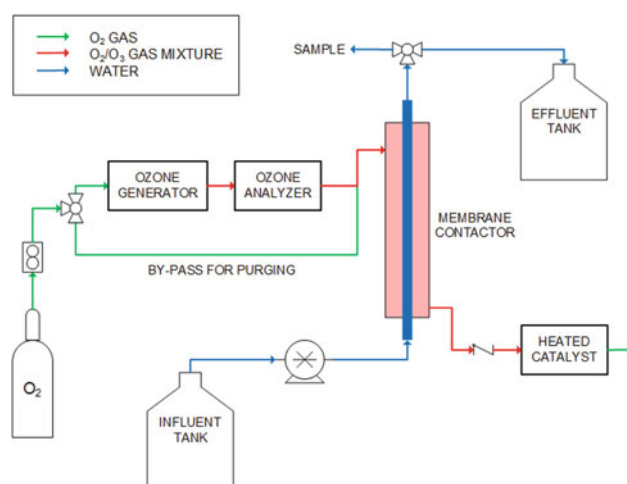 O₂ GAS
O₂/O₃ GAS MIXTURE
WATER
SAMPLE
EFFLUENT
TANK
OZONE
GENERATOR
OZONE
ANALYZER
MEMBRANE
CONTACTOR
BY-PASS FOR PURGING
HEATED
CATALYST
O₂
INFLUENT
TANK